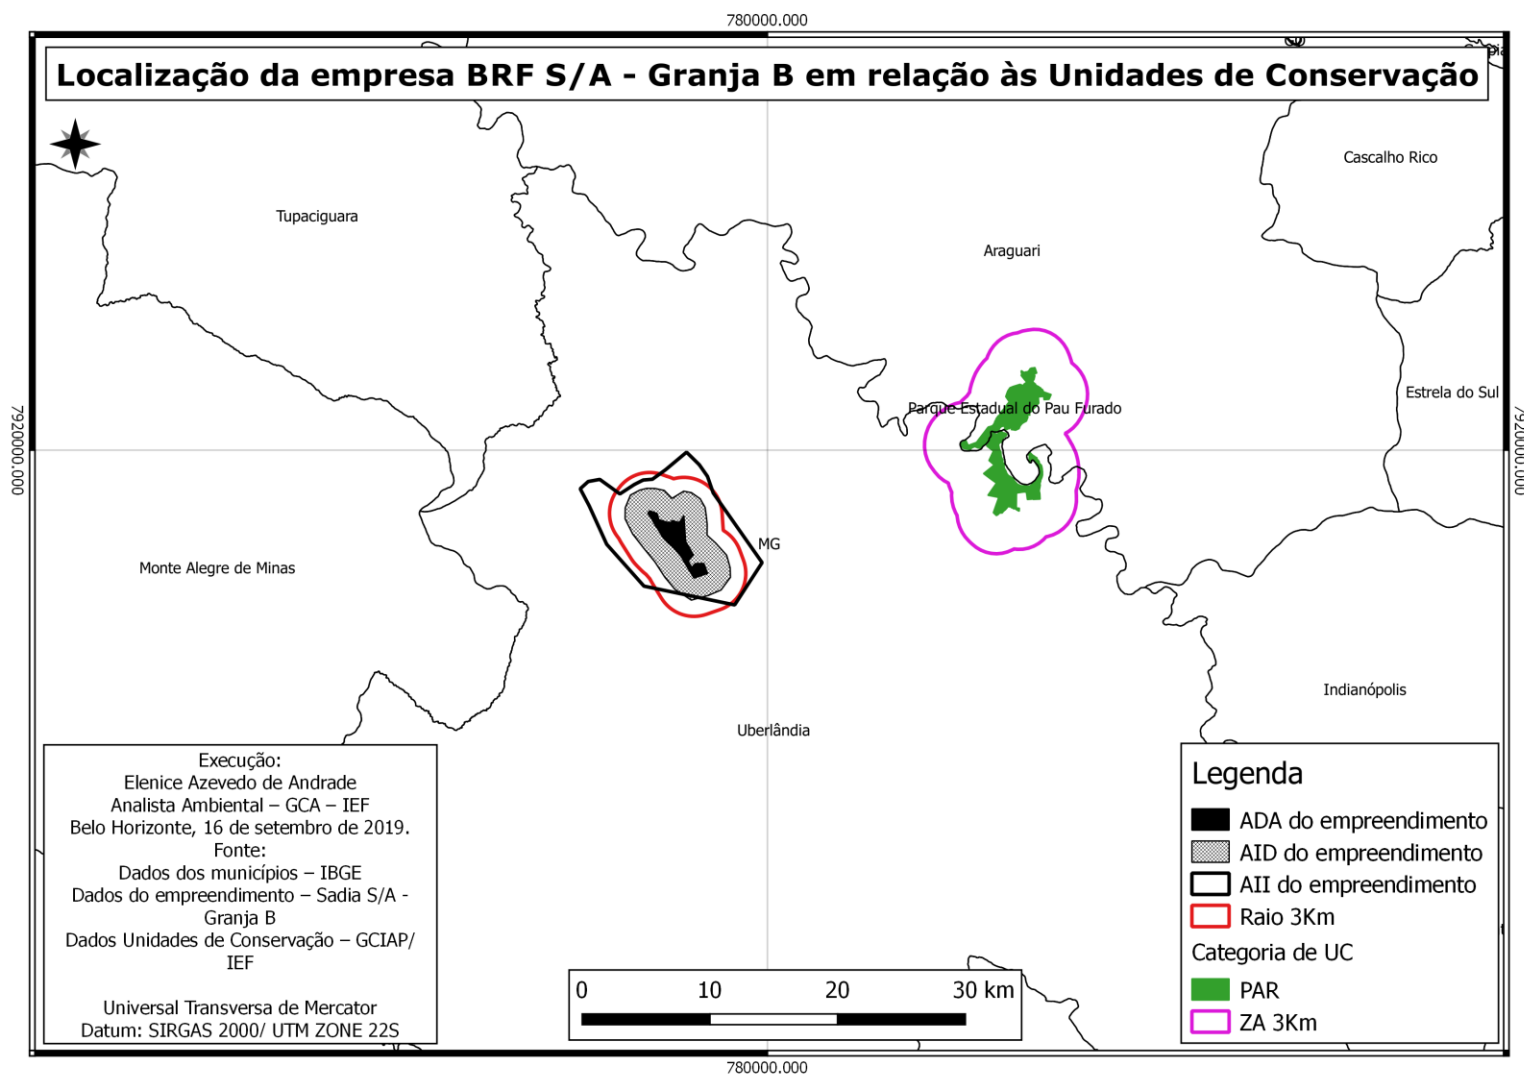 780000.000
Localização da empresa BRF S/A - Granja B em relação às Unidades de Conservação
Cascalho Rico
Tupaciguara
Araguari
Estrela do Sul
Parque Estadual do Pau Furado
7920000.000
7920000.000
MG
Monte Alegre de Minas
Indianópolis
Uberlândia
Execução:
Elenice Azevedo de Andrade
Analista Ambiental – GCA – IEF
Belo Horizonte, 16 de setembro de 2019.
Fonte:
Dados dos municípios – IBGE
Dados do empreendimento – Sadia S/A -
Granja B
Dados Unidades de Conservação – GCIAP/
IEF
Universal Transversa de Mercator
Datum: SIRGAS 2000/ UTM ZONE 22S
0 10 20 30 km
Legenda
ADA do empreendimento
AID do empreendimento
AII do empreendimento
Raio 3Km
Categoria de UC
PAR
ZA 3Km
780000.000